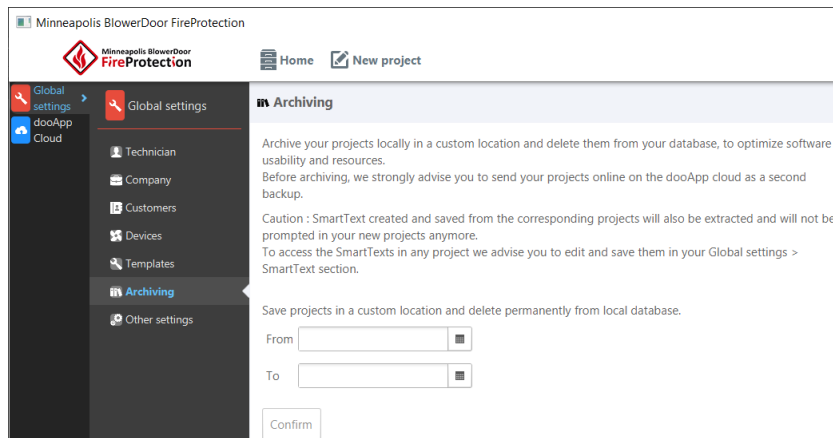 Minneapolis BlowerDoor FireProtection
Minneapolis BlowerDoor
FireProtection
Home
New project
Global
settings
dooApp
Cloud
Global settings
Technician
Company
Customers
Devices
Templates
Archiving
Other settings
Archiving
Archive your projects locally in a custom location and delete them from your database, to optimize software
usability and resources.
Before archiving, we strongly advise you to send your projects online on the dooApp cloud as a second
backup.
Caution : SmartText created and saved from the corresponding projects will also be extracted and will not be
prompted in your new projects anymore.
To access the SmartTexts in any project we advise you to edit and save them in your Global settings >
SmartText section.
Save projects in a custom location and delete permanently from local database.
From
To
Confirm